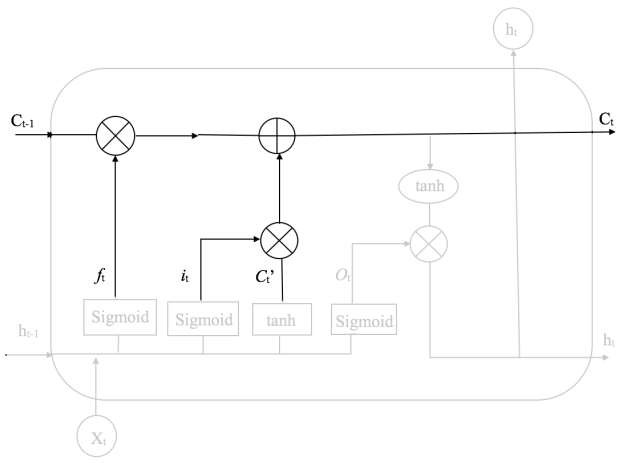 hₜ
Cₜ₋₁
Cₜ
tanh
fₜ
iₜ
Cₜ’
Oₜ
Sigmoid
Sigmoid
tanh
Sigmoid
hₜ₋₁
hₜ
Xₜ